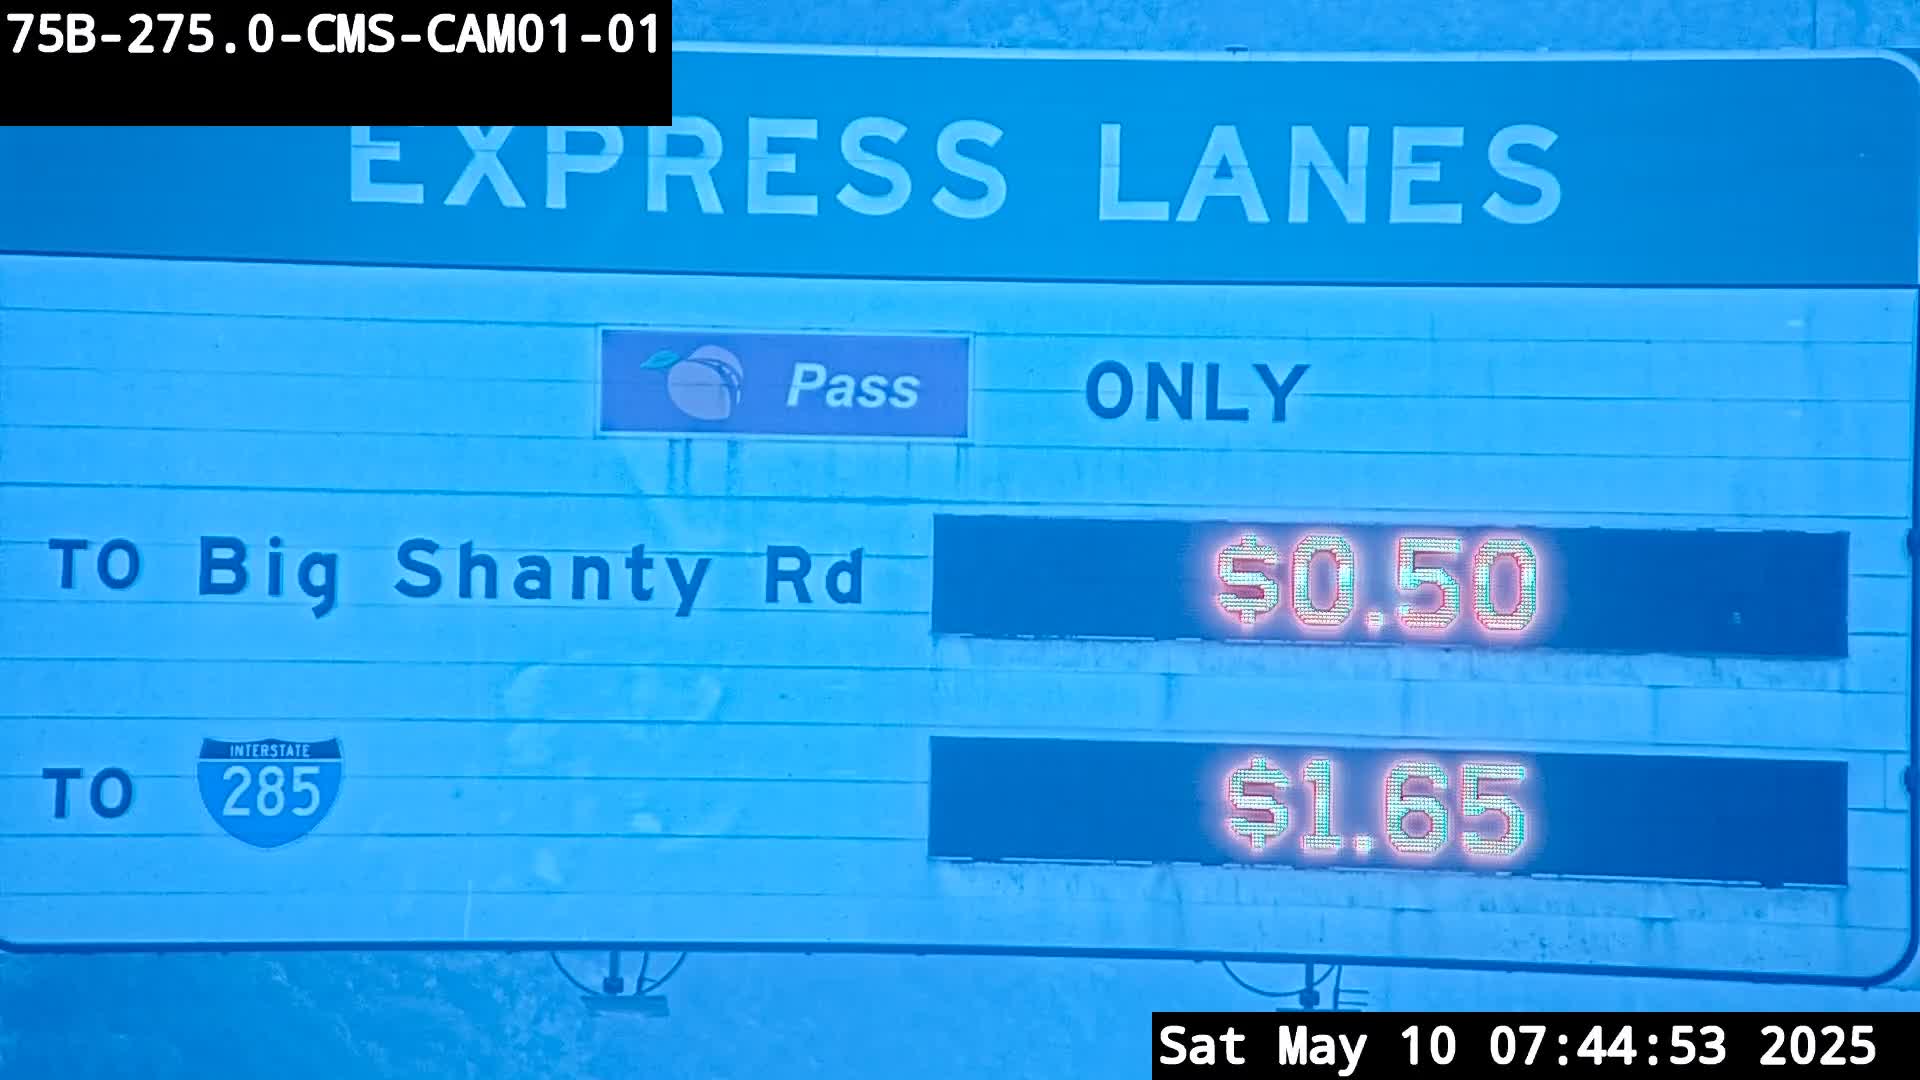 75B-275.0-CMS-CAM01-01
EXPRESS LANES
Pass ONLY
TO Big Shanty Rd $0.50
INTERSTATE
TO 285 $1.65
Sat May 10 07:44:53 2025